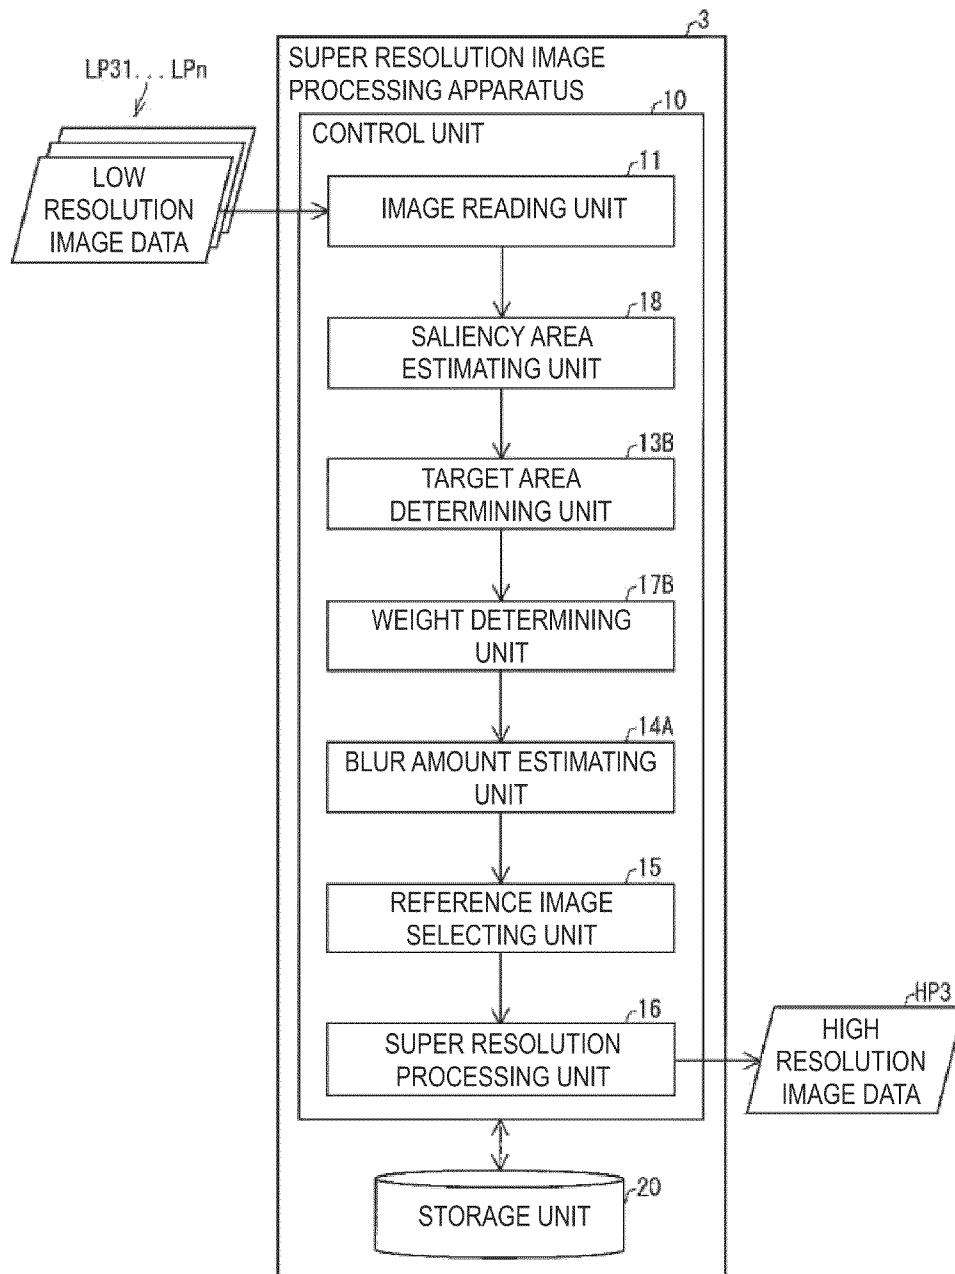 3
SUPER RESOLUTION IMAGE
PROCESSING APPARATUS
LP31...LPn
10
CONTROL UNIT
LOW
RESOLUTION
IMAGE DATA
11
IMAGE READING UNIT
18
SALIENCY AREA
ESTIMATING UNIT
13B
TARGET AREA
DETERMINING UNIT
17B
WEIGHT DETERMINING
UNIT
14A
BLUR AMOUNT ESTIMATING
UNIT
15
REFERENCE IMAGE
SELECTING UNIT
16
SUPER RESOLUTION
PROCESSING UNIT
HP3
HIGH
RESOLUTION
IMAGE DATA
20
STORAGE UNIT